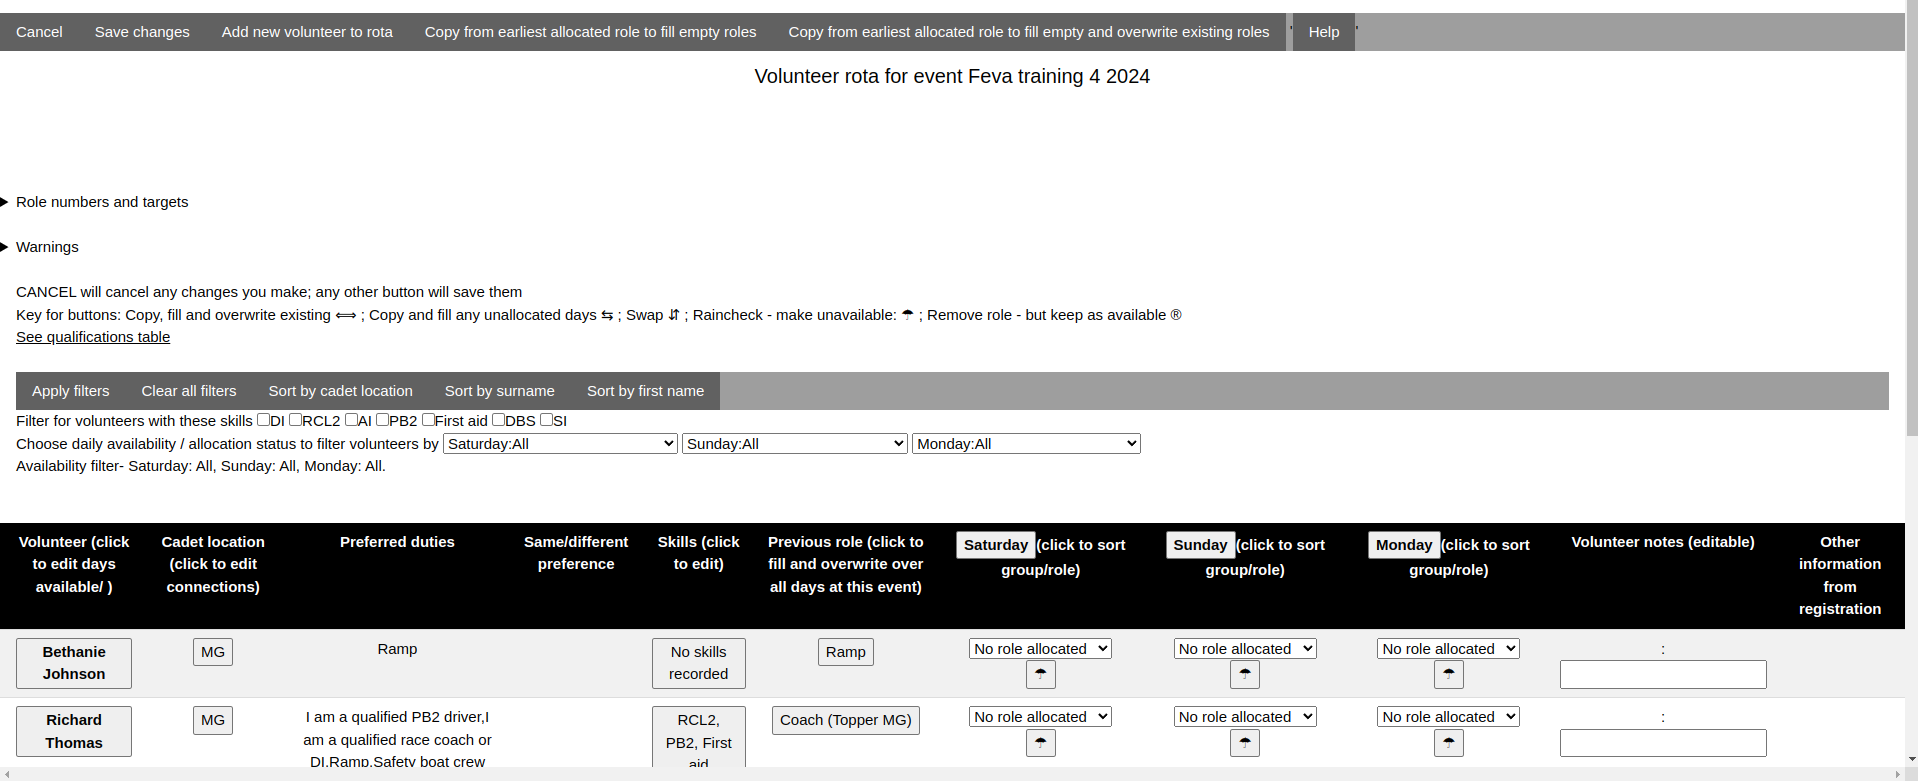 Cancel Save changes Add new volunteer to rota Copy from earliest allocated role to fill empty roles Copy from earliest allocated role to fill empty and overwrite existing roles ' Help '
Volunteer rota for event Feva training 4 2024
Role numbers and targets
Warnings
CANCEL will cancel any changes you make; any other button will save them
Key for buttons: Copy, fill and overwrite existing ⟺ ; Copy and fill any unallocated days ⇆ ; Swap ⇵ ; Raincheck - make unavailable: ☂ ; Remove role - but keep as available ®
See qualifications table
Apply filters Clear all filters Sort by cadet location Sort by surname Sort by first name
Filter for volunteers with these skills DI RCL2 AI PB2 First aid DBS SI
Choose daily availability / allocation status to filter volunteers by Saturday:All Sunday:All Monday:All
Availability filter- Saturday: All, Sunday: All, Monday: All.
Volunteer (click
to edit days
available/ )
Cadet location
(click to edit
connections)
Preferred duties
Same/different
preference
Skills (click
to edit)
Previous role (click to
fill and overwrite over
all days at this event)
Saturday (click to sort
group/role)
Sunday (click to sort
group/role)
Monday (click to sort
group/role)
Volunteer notes (editable)
Other
information
from
registration
Bethanie
Johnson
MG
Ramp
No skills
recorded
Ramp
No role allocated
☂
No role allocated
☂
No role allocated
☂
:
Richard
Thomas
MG
I am a qualified PB2 driver,I
am a qualified race coach or
DI,Ramp,Safety boat crew
RCL2,
PB2, First
aid
Coach (Topper MG)
No role allocated
☂
No role allocated
☂
No role allocated
☂
: